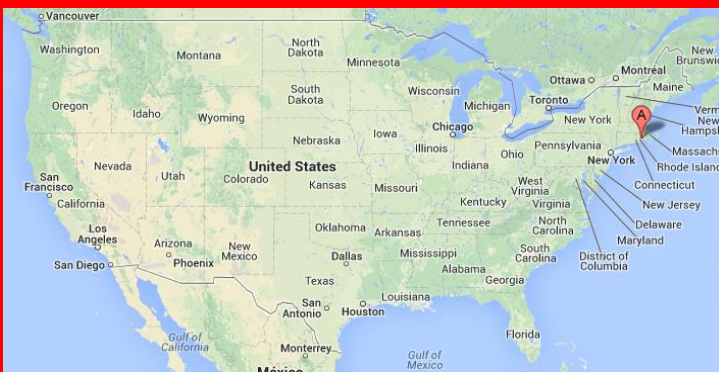 Vancouver
Washington
Montana
North
Dakota
Minnesota
Ottawa
Montréal
New
Brunswi
Maine
Oregon
Idaho
Wyoming
South
Dakota
Wisconsin
Michigan
Toronto
New York
Verm
New
Hampsh
A
Massachu
Rhode Island
Connecticut
Nevada
Utah
Colorado
Nebraska
Iowa
Chicago
Illinois
Indiana
Ohio
Pennsylvania
New York
United States
San
Francisco
California
Kansas
Missouri
West
Virginia
Virginia
Kentucky
New Jersey
Delaware
Maryland
District of
Columbia
Los
Angeles
Arizona
Phoenix
New
Mexico
Oklahoma
Arkansas
Tennessee
North
Carolina
South
Carolina
San Diego
Dallas
Mississippi
Alabama
Georgia
Texas
Louisiana
San
Antonio
Houston
Florida
Gulf of
California
Monterrey
Gulf of
Mexico
México